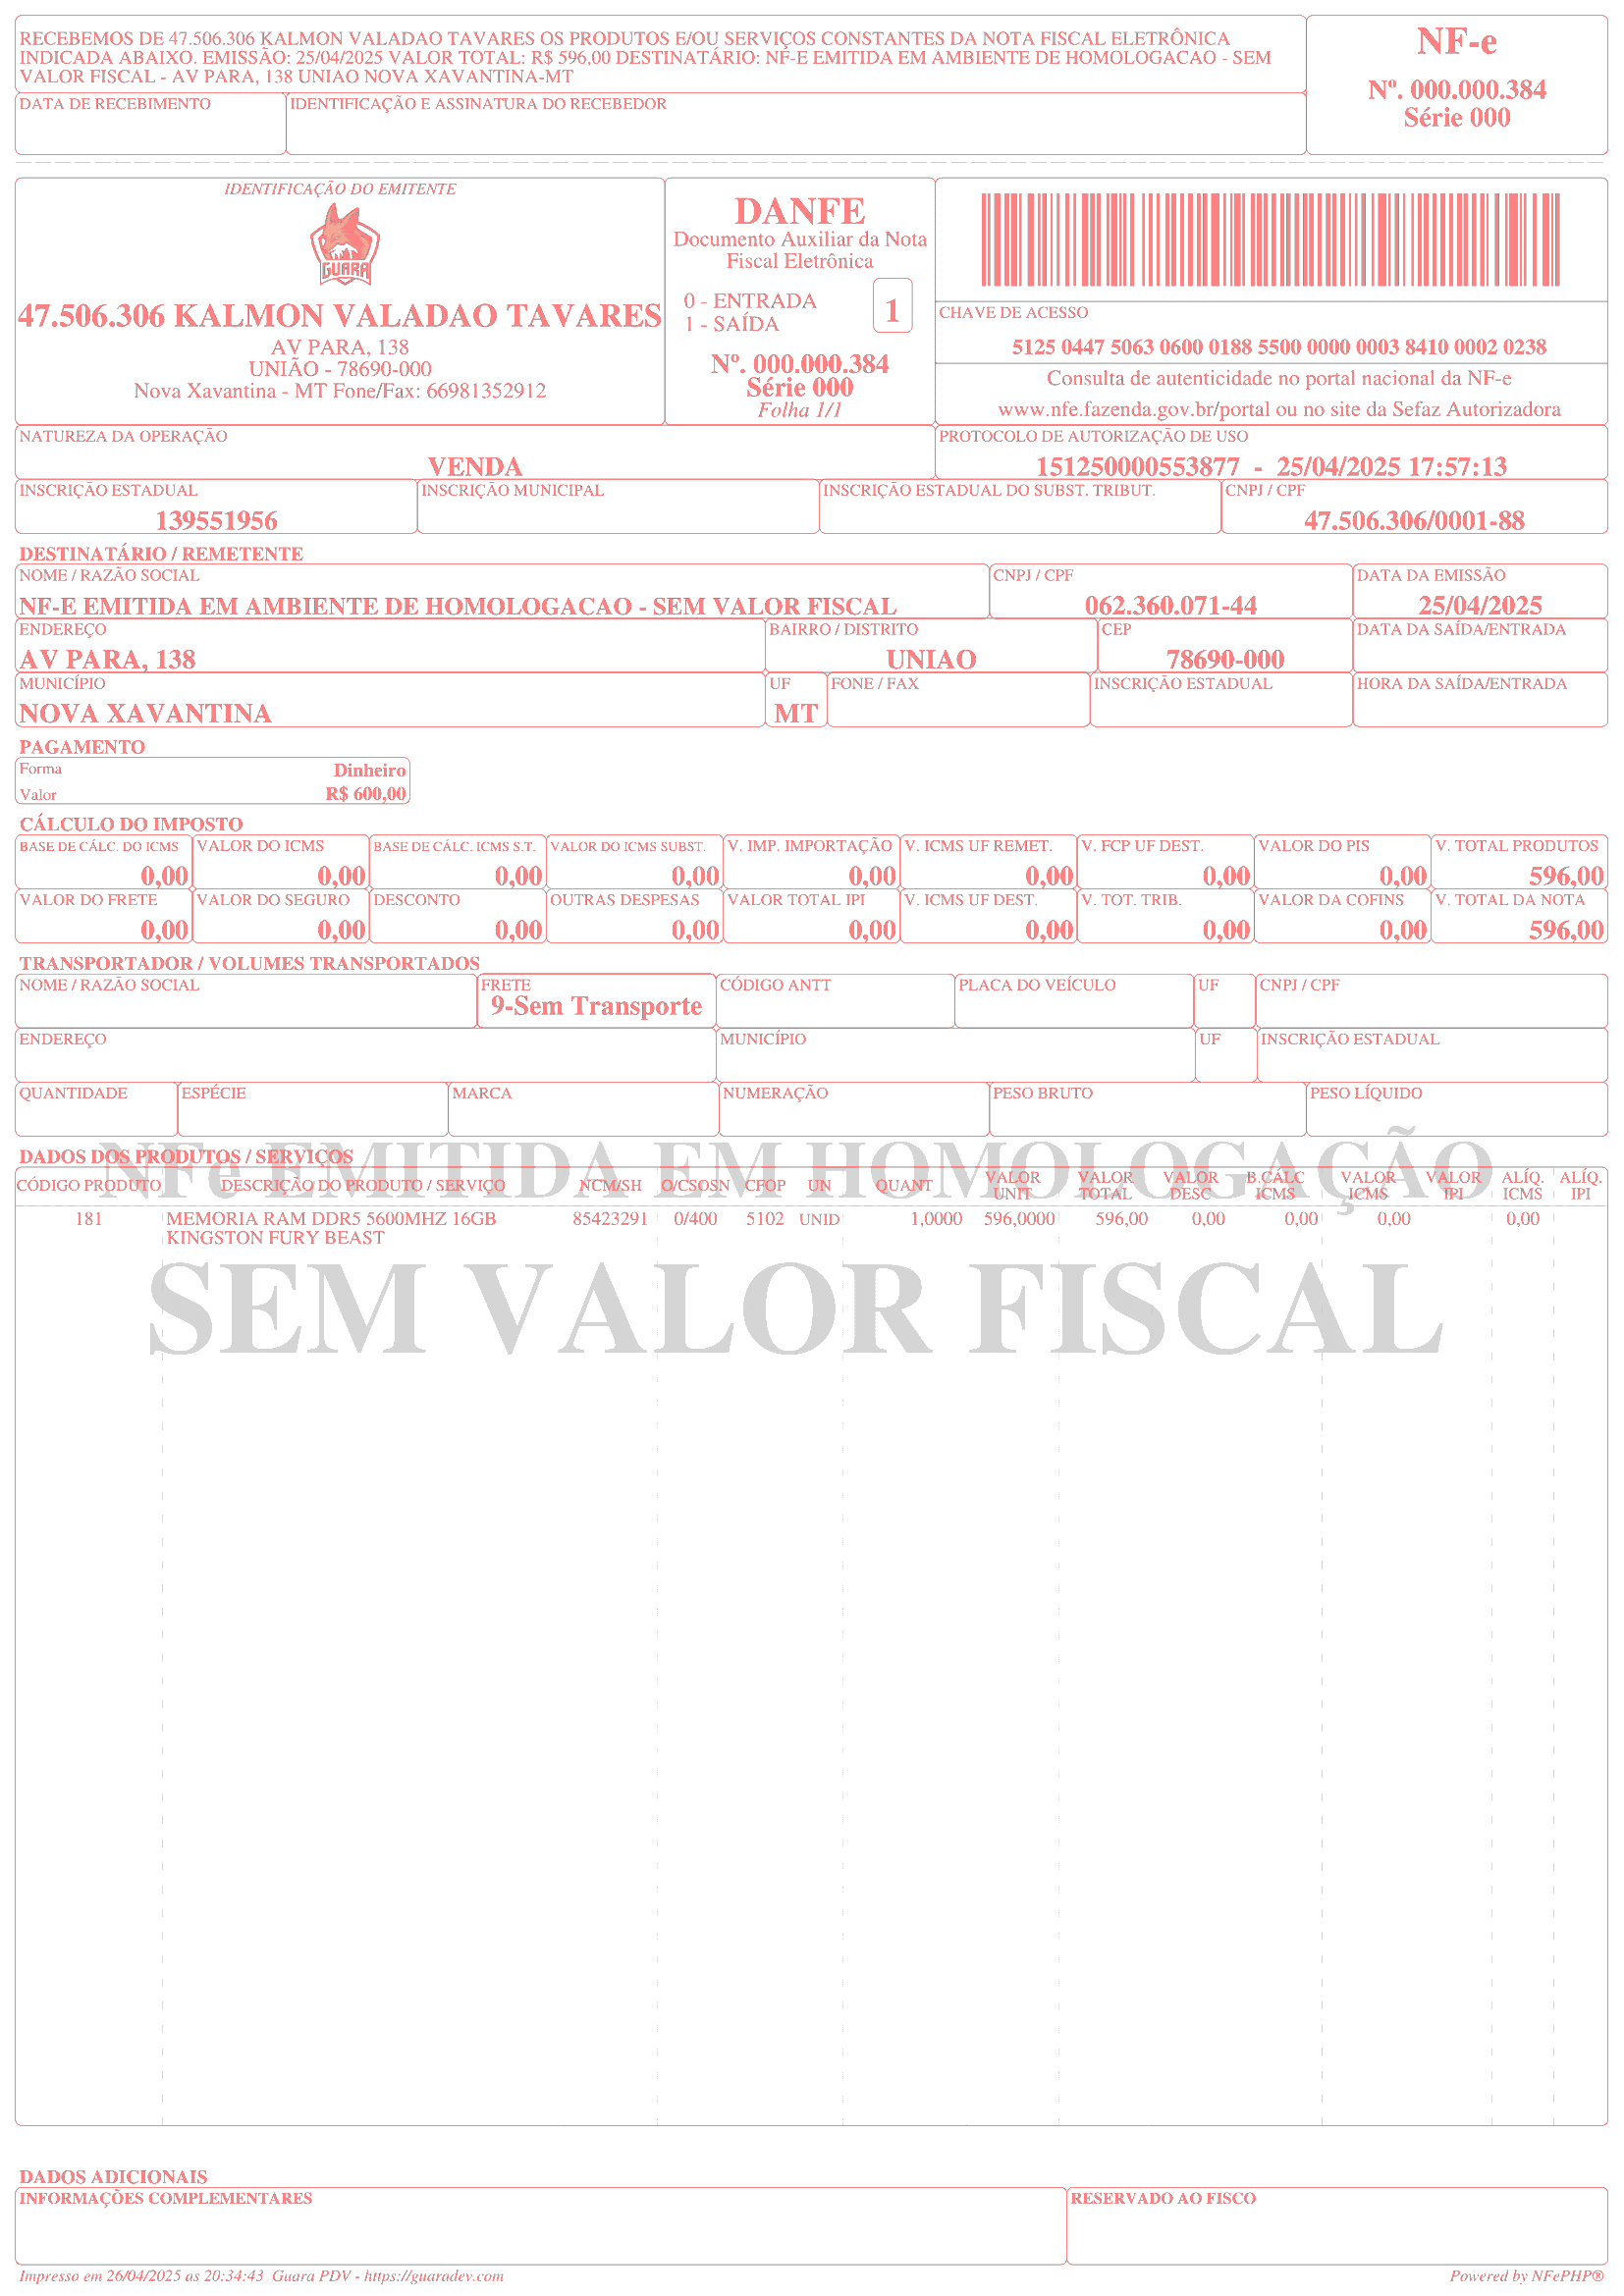 RECEBEMOS DE 47.506.306 KALMON VALADAO TAVARES OS PRODUTOS E/OU SERVIÇOS CONSTANTES DA NOTA FISCAL ELETRÔNICA
INDICADA ABAIXO. EMISSÃO: 25/04/2025 VALOR TOTAL: R$ 596,00 DESTINATÁRIO: NF-E EMITIDA EM AMBIENTE DE HOMOLOGACAO - SEM
VALOR FISCAL - AV PARA, 138 UNIAO NOVA XAVANTINA-MT
NF-e
Nº. 000.000.384
Série 000
DATA DE RECEBIMENTO IDENTIFICAÇÃO E ASSINATURA DO RECEBEDOR
IDENTIFICAÇÃO DO EMITENTE
GUARA
47.506.306 KALMON VALADAO TAVARES
AV PARA, 138
UNIÃO - 78690-000
Nova Xavantina - MT Fone/Fax: 66981352912
DANFE
Documento Auxiliar da Nota
Fiscal Eletrônica
0 - ENTRADA
1 - SAÍDA
1
Nº. 000.000.384
Série 000
Folha 1/1
CHAVE DE ACESSO
5125 0447 5063 0600 0188 5500 0000 0003 8410 0002 0238
Consulta de autenticidade no portal nacional da NF-e
www.nfe.fazenda.gov.br/portal ou no site da Sefaz Autorizadora
NATUREZA DA OPERAÇÃO PROTOCOLO DE AUTORIZAÇÃO DE USO
VENDA 151250000553877 - 25/04/2025 17:57:13
INSCRIÇÃO ESTADUAL INSCRIÇÃO MUNICIPAL INSCRIÇÃO ESTADUAL DO SUBST. TRIBUT. CNPJ / CPF
139551956 47.506.306/0001-88
DESTINATÁRIO / REMETENTE
NOME / RAZÃO SOCIAL CNPJ / CPF DATA DA EMISSÃO
NF-E EMITIDA EM AMBIENTE DE HOMOLOGACAO - SEM VALOR FISCAL 062.360.071-44 25/04/2025
ENDEREÇO BAIRRO / DISTRITO CEP DATA DA SAÍDA/ENTRADA
AV PARA, 138 UNIAO 78690-000
MUNICÍPIO UF FONE / FAX INSCRIÇÃO ESTADUAL HORA DA SAÍDA/ENTRADA
NOVA XAVANTINA MT
PAGAMENTO
Forma Dinheiro
Valor R$ 600,00
CÁLCULO DO IMPOSTO
BASE DE CÁLC. DO ICMS VALOR DO ICMS BASE DE CÁLC. ICMS S.T. VALOR DO ICMS SUBST. V. IMP. IMPORTAÇÃO V. ICMS UF REMET. V. FCP UF DEST. VALOR DO PIS V. TOTAL PRODUTOS
0,00 0,00 0,00 0,00 0,00 0,00 0,00 0,00 596,00
VALOR DO FRETE VALOR DO SEGURO DESCONTO OUTRAS DESPESAS VALOR TOTAL IPI V. ICMS UF DEST. V. TOT. TRIB. VALOR DA COFINS V. TOTAL DA NOTA
0,00 0,00 0,00 0,00 0,00 0,00 0,00 0,00 596,00
TRANSPORTADOR / VOLUMES TRANSPORTADOS
NOME / RAZÃO SOCIAL FRETE CÓDIGO ANTT PLACA DO VEÍCULO UF CNPJ / CPF
9-Sem Transporte
ENDEREÇO MUNICÍPIO UF INSCRIÇÃO ESTADUAL
QUANTIDADE ESPÉCIE MARCA NUMERAÇÃO PESO BRUTO PESO LÍQUIDO
NFe EMITIDA EM HOMOLOGAÇÃO
DADOS DOS PRODUTOS / SERVIÇOS
CÓDIGO PRODUTO DESCRIÇÃO DO PRODUTO / SERVIÇO NCM/SH O/CSOSN CFOP UN QUANT VALOR UNIT VALOR TOTAL VALOR DESC B.CÁLC ICMS VALOR ICMS VALOR IPI ALÍQ. ICMS ALÍQ. IPI
181 MEMORIA RAM DDR5 5600MHZ 16GB 85423291 0/400 5102 UNID 1,0000 596,0000 596,00 0,00 0,00 0,00 0,00
KINGSTON FURY BEAST
SEM VALOR FISCAL
DADOS ADICIONAIS
INFORMAÇÕES COMPLEMENTARES RESERVADO AO FISCO
Impresso em 26/04/2025 as 20:34:43 Guara PDV - https://guaradev.com Powered by NFePHP®